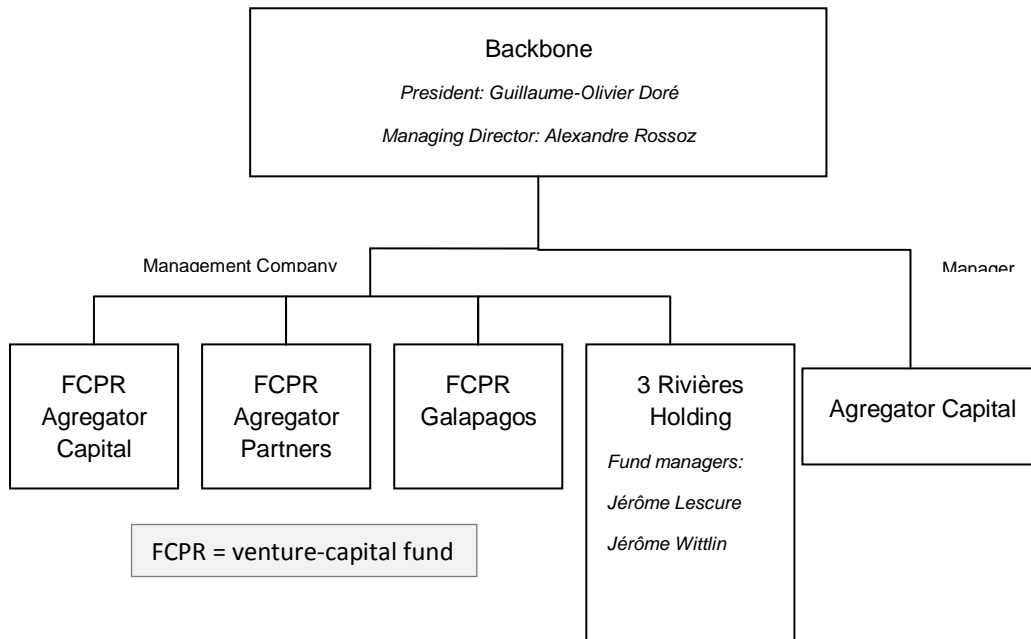 Backbone
President: Guillaume-Olivier Doré
Managing Director: Alexandre Rossoz
Management Company
Manager
FCPR
Agregator
Capital
FCPR
Agregator
Partners
FCPR
Galapagos
3 Rivières
Holding
Fund managers:
Jérôme Lescure
Jérôme Wittlin
Agregator Capital
FCPR = venture-capital fund